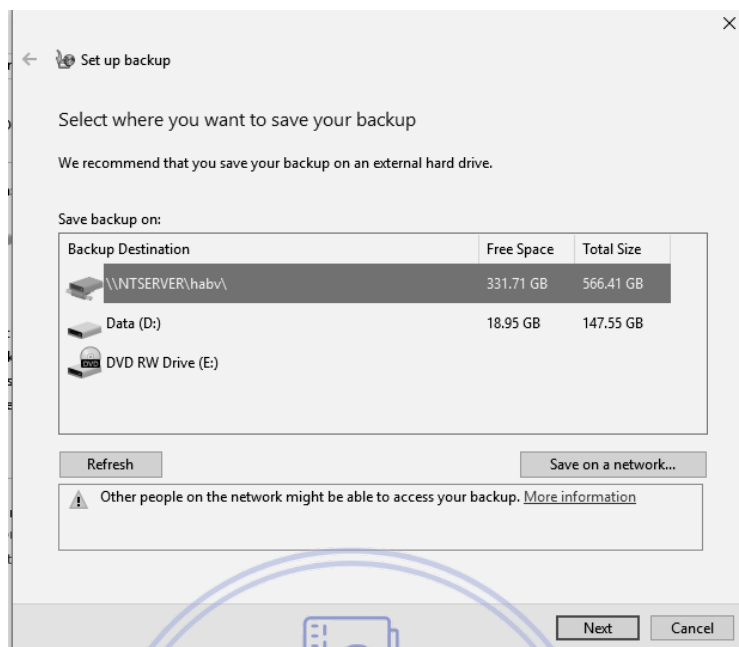 Set up backup
Select where you want to save your backup
We recommend that you save your backup on an external hard drive.
Save backup on:
Backup Destination Free Space Total Size
\\NTSERVER\habv\ 331.71 GB 566.41 GB
Data (D:) 18.95 GB 147.55 GB
DVD RW Drive (E:)
Refresh Save on a network...
Other people on the network might be able to access your backup. More information
Next Cancel